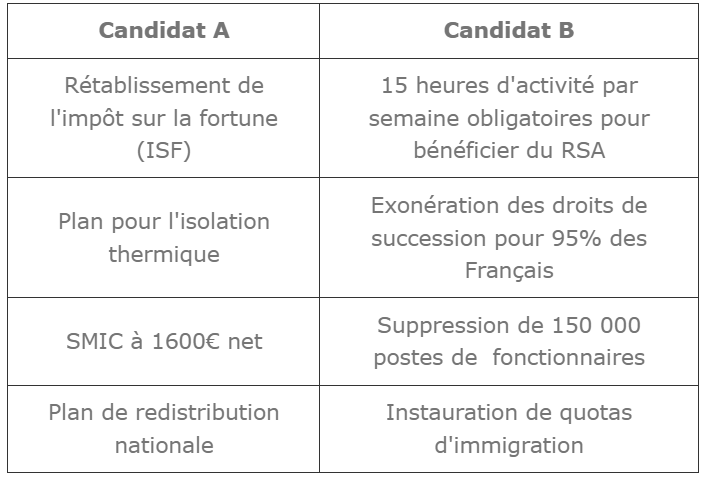 Candidat A
Candidat B
Rétablissement de
l'impôt sur la fortune
(ISF)
15 heures d'activité par
semaine obligatoires pour
bénéficier du RSA
Plan pour l'isolation
thermique
Exonération des droits de
succession pour 95% des
Français
SMIC à 1600€ net
Suppression de 150 000
postes de  fonctionnaires
Plan de redistribution
nationale
Instauration de quotas
d'immigration